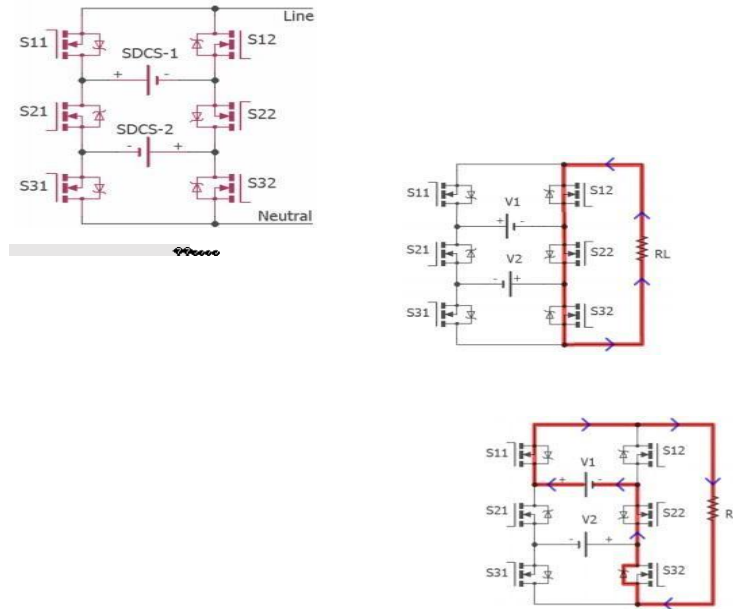 Line
S11
S12
SDCS-1
+ -
S21
S22
SDCS-2
- +
S31
S32
Neutral
S11
S12
V1
+ -
S21
S22
RL
V2
- +
S31
S32
S11
S12
V1
+ -
S21
S22
R
V2
- +
S31
S32